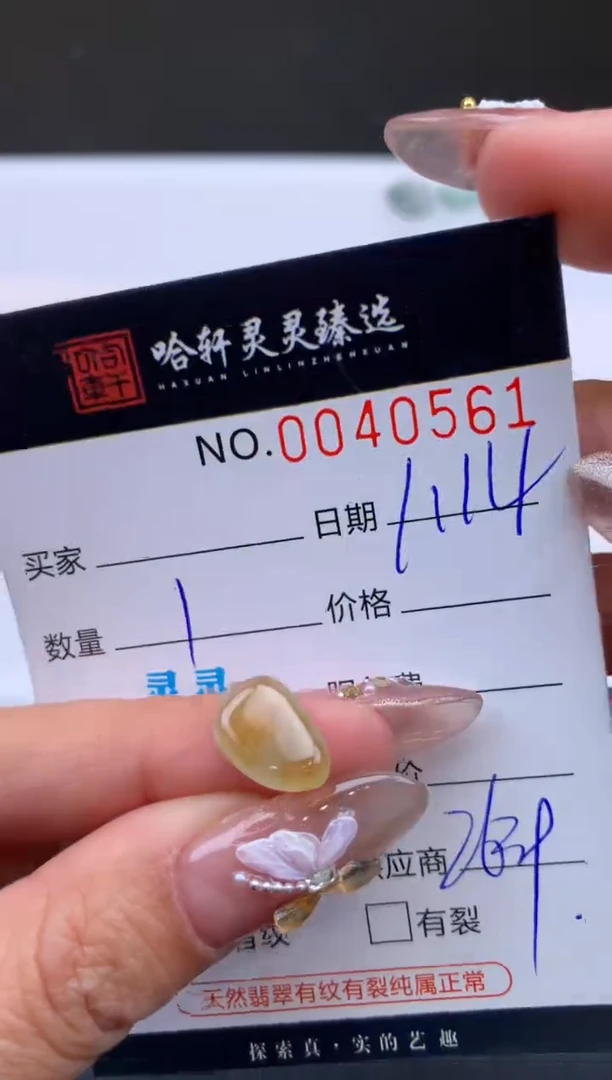 哈轩灵灵臻选
HAXUAN LINLINZHENXUAN
NO.0040561
买家 日期
数量 1 价格
灵灵
应商
有裂
天然翡翠有纹有裂纯属正常
探索真·实的艺趣